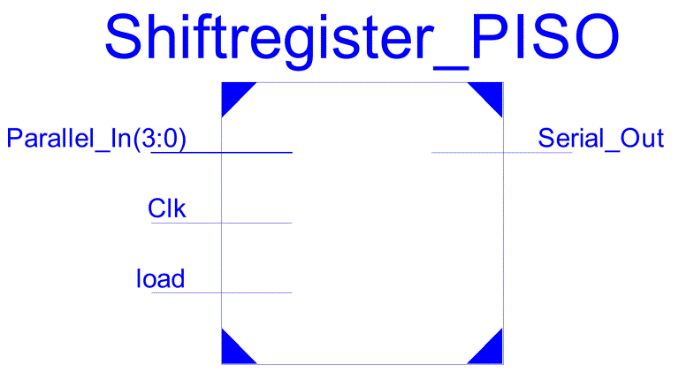 Shiftregister_PISO
Parallel_In(3:0)
Serial_Out
Clk
load